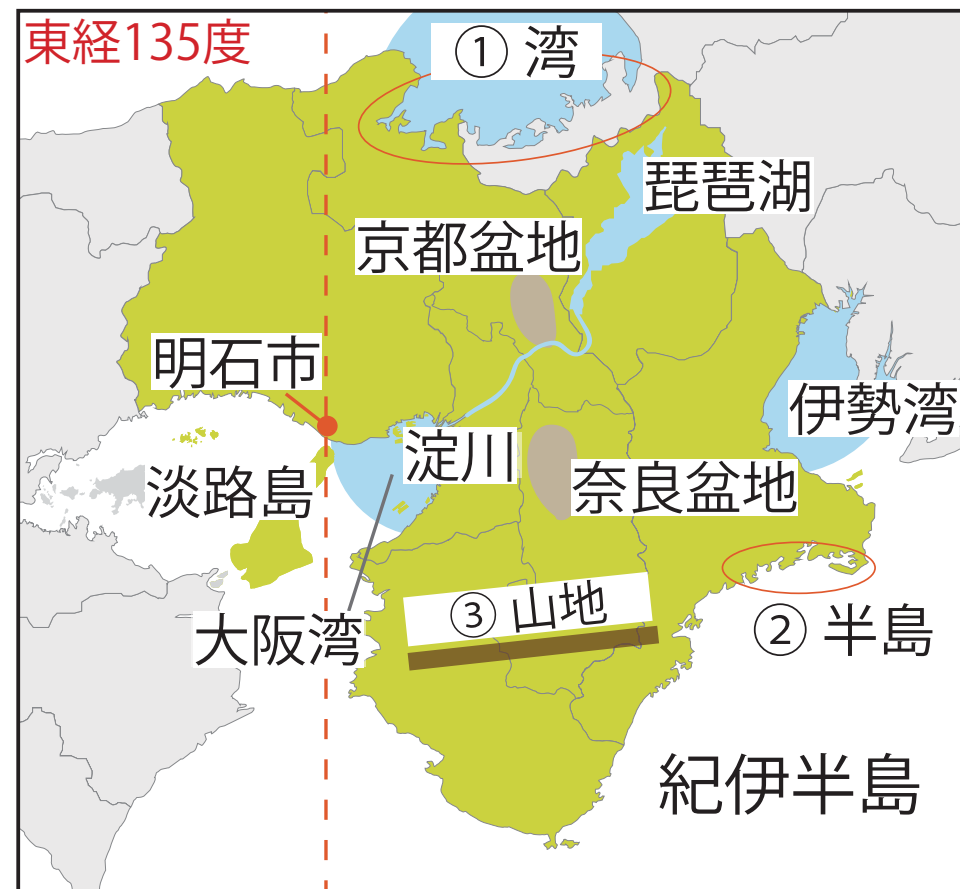 東経135度
① 湾
琵琶湖
京都盆地
明石市
伊勢湾
淀川
淡路島
奈良盆地
③ 山地
大阪湾
② 半島
紀伊半島